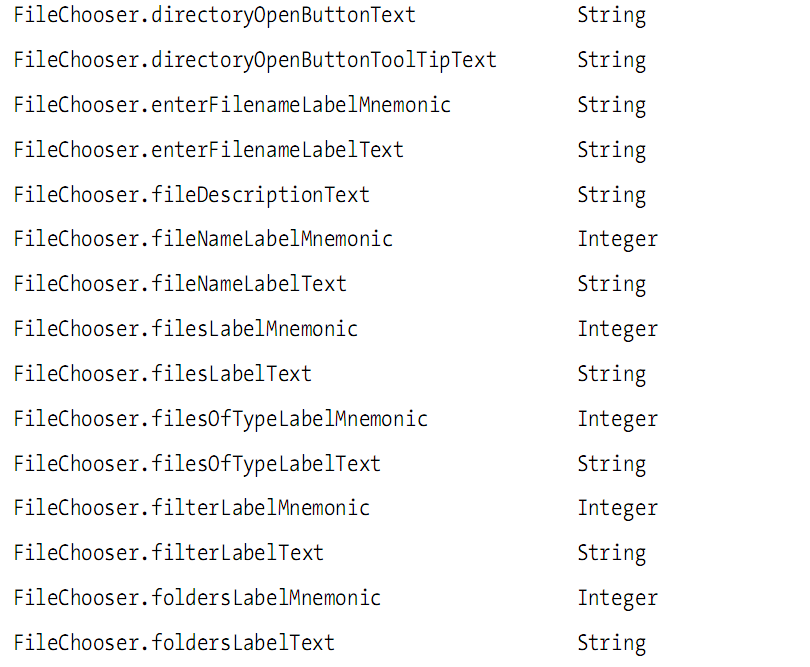 FileChooser.directoryOpenButtonText String
FileChooser.directoryOpenButtonToolTipText String
FileChooser.enterFilenameLabelMnemonic String
FileChooser.enterFilenameLabelText String
FileChooser.fileDescriptionText String
FileChooser.fileNameLabelMnemonic Integer
FileChooser.fileNameLabelText String
FileChooser.filesLabelMnemonic Integer
FileChooser.filesLabelText String
FileChooser.filesOfTypeLabelMnemonic Integer
FileChooser.filesOfTypeLabelText String
FileChooser.filterLabelMnemonic Integer
FileChooser.filterLabelText String
FileChooser.foldersLabelMnemonic Integer
FileChooser.foldersLabelText String